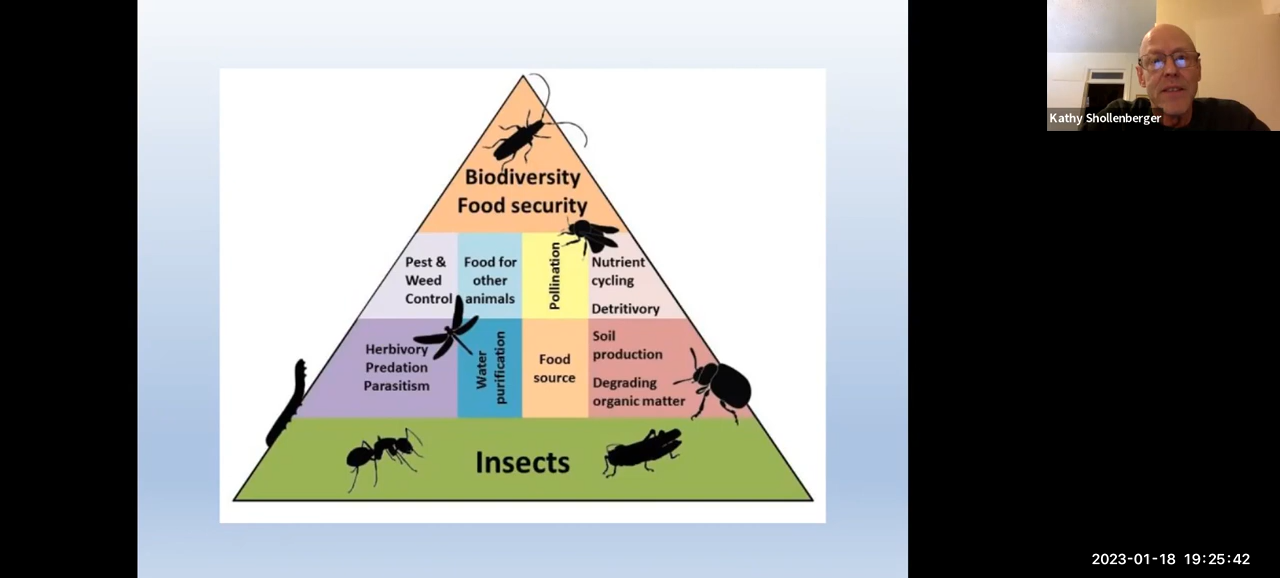 Biodiversity
Food security
Pest &
Weed
Control
Food for
other
animals
Pollination
Nutrient
cycling
Detritivory
Herbivory
Predation
Parasitism
Water
purification
Food
source
Soil
production
Degrading
organic matter
Insects
Kathy Shollenberger
2023-01-18 19:25:42